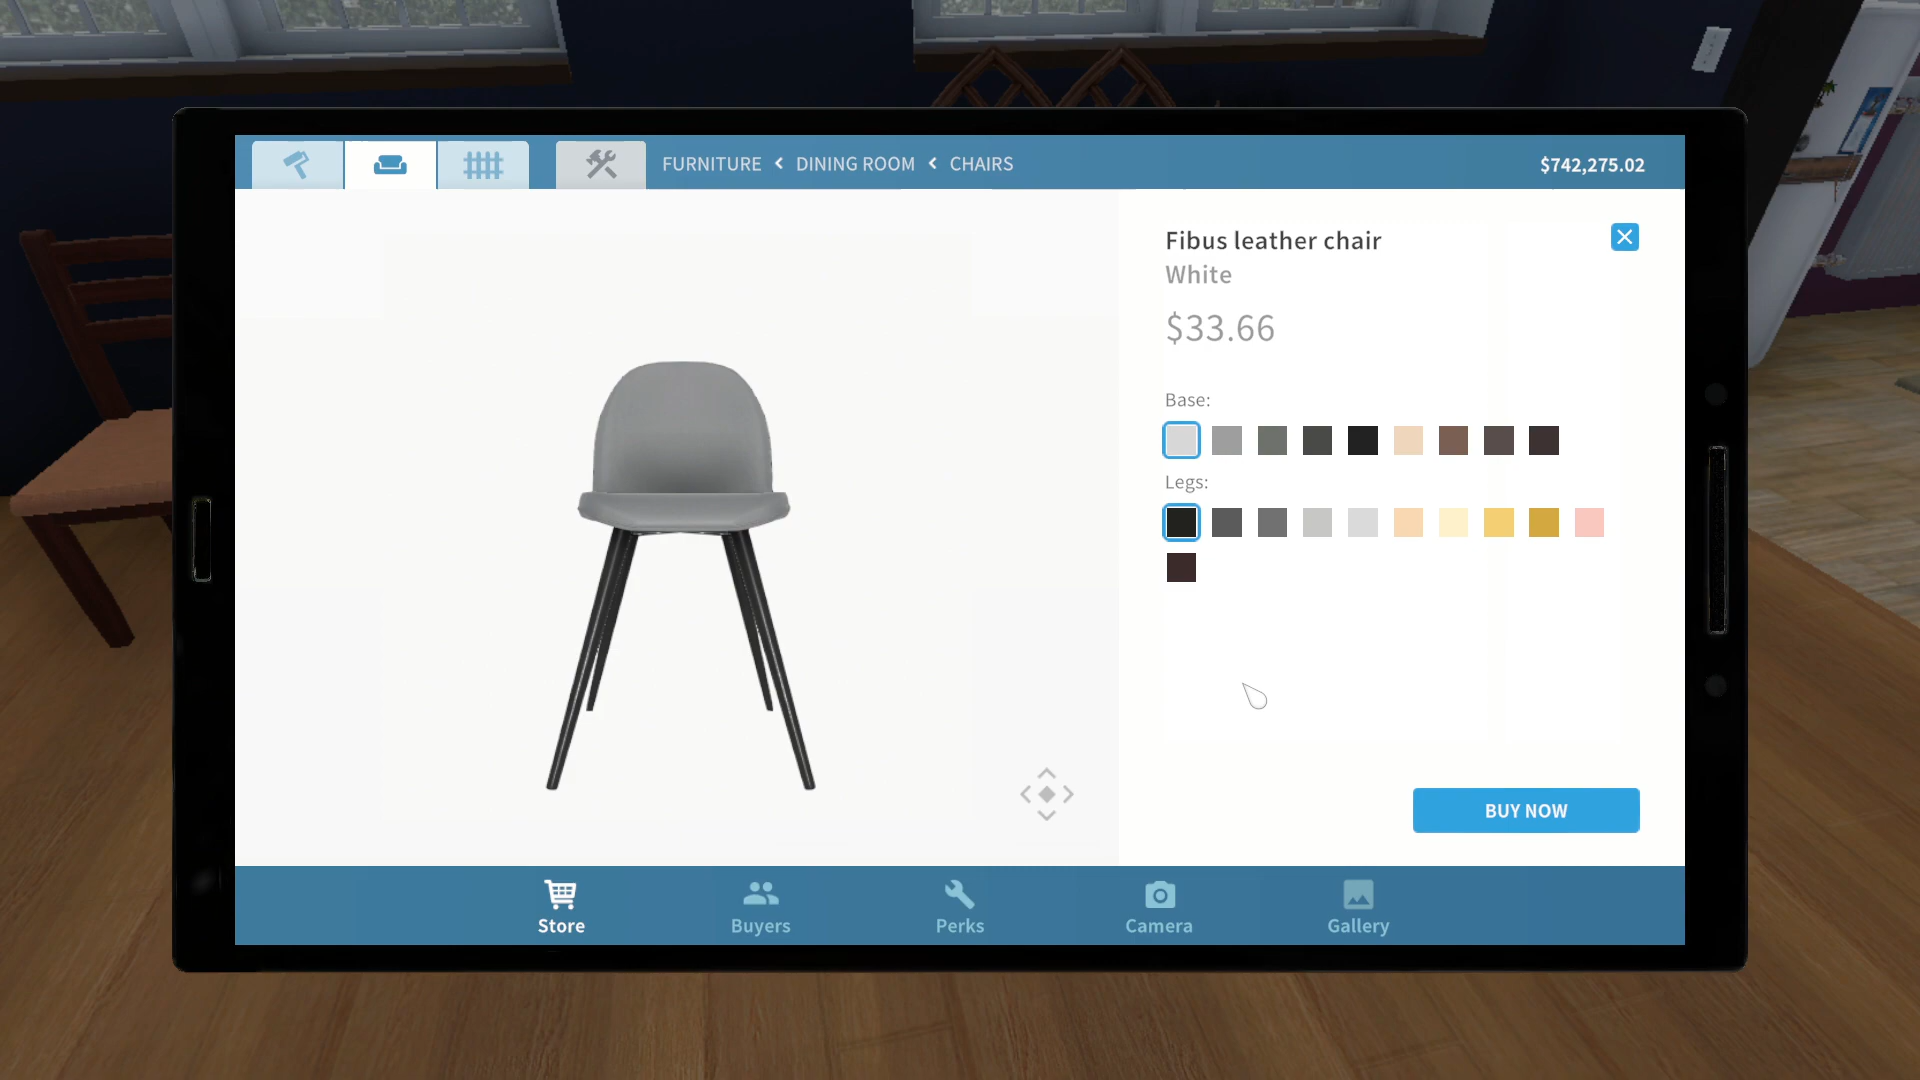 FURNITURE < DINING ROOM < CHAIRS
$742,275.02
Fibus leather chair
White
$33.66
Base:
Legs:
BUY NOW
Store
Buyers
Perks
Camera
Gallery